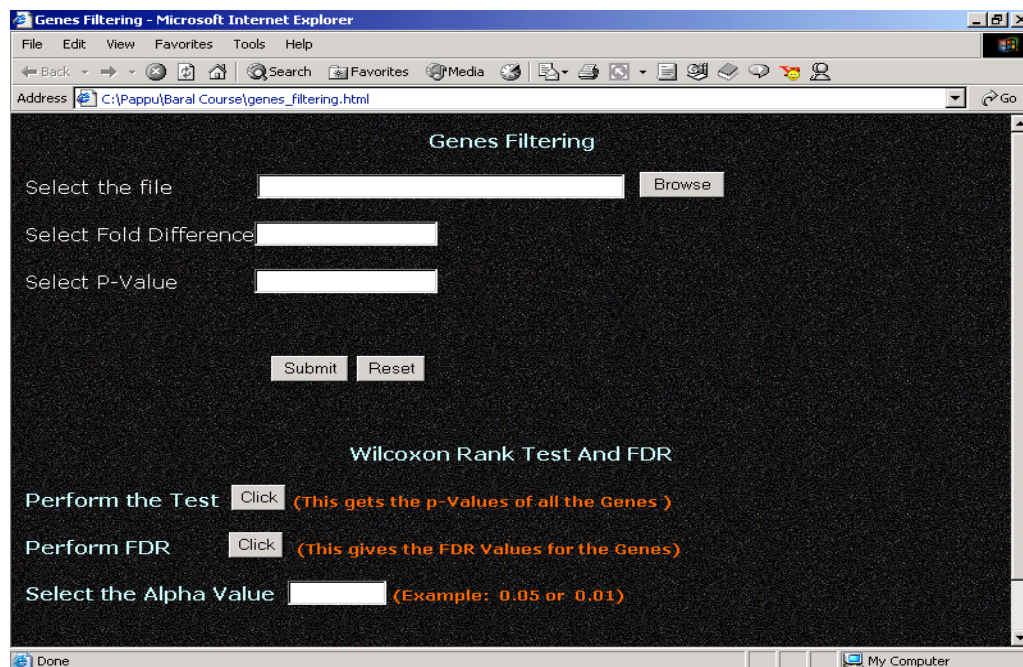 Genes Filtering - Microsoft Internet Explorer
File Edit View Favorites Tools Help
Back Search Favorites Media
Address C:\Pappu\Baral Course\genes_filtering.html Go
Genes Filtering
Select the file Browse
Select Fold Difference
Select P-Value
Submit Reset
Wilcoxon Rank Test And FDR
Perform the Test Click (This gets the p-Values of all the Genes )
Perform FDR Click (This gives the FDR Values for the Genes)
Select the Alpha Value (Example: 0.05 or 0.01)
Done My Computer